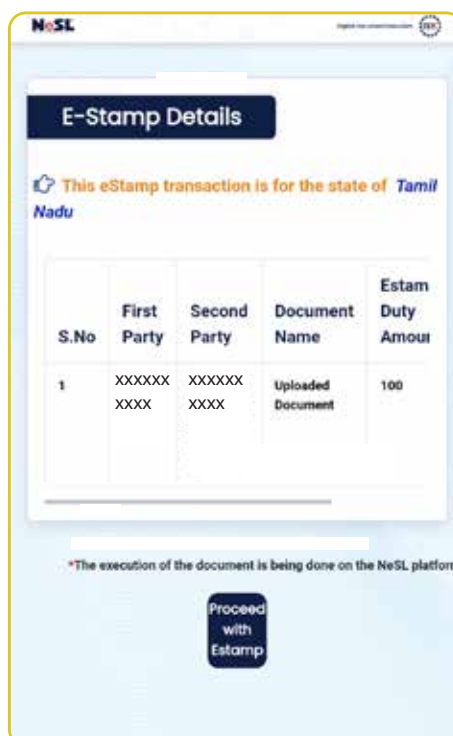 NeSL
E-Stamp Details
This eStamp transaction is for the state of Tamil
Nadu
S.No First Party Second Party Document Name Estam Duty Amoun
1 XXXXXX XXXX XXXXXX XXXX Uploaded Document 100
*The execution of the document is being done on the NeSL platforn
Proceed
with
Estamp